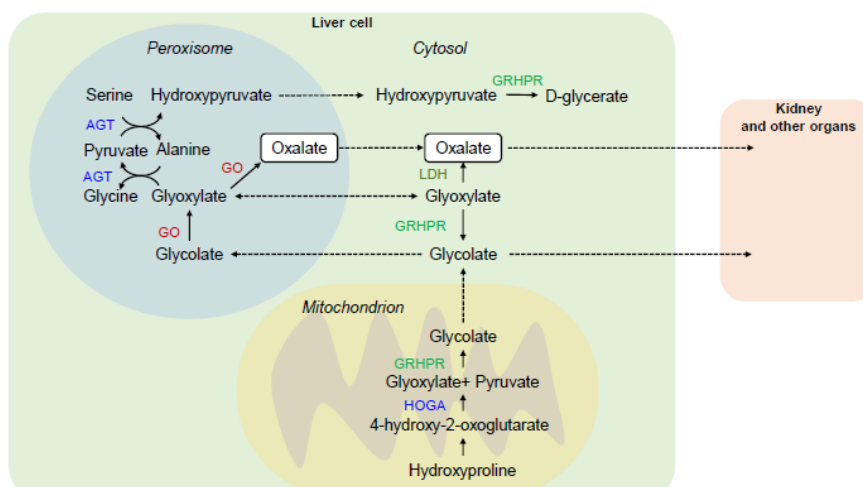 Liver cell
Peroxisome
Cytosol
Serine Hydroxypyruvate
Hydroxypyruvate
GRHPR
D-glycerate
AGT
Pyruvate Alanine
AGT
Glycine Glyoxylate
GO
Oxalate
Oxalate
LDH
Glyoxylate
GRHPR
GO
Glycolate
Glycolate
Kidney
and other organs
Mitochondrion
Glycolate
GRHPR
Glyoxylate+ Pyruvate
HOGA
4-hydroxy-2-oxoglutarate
Hydroxyproline